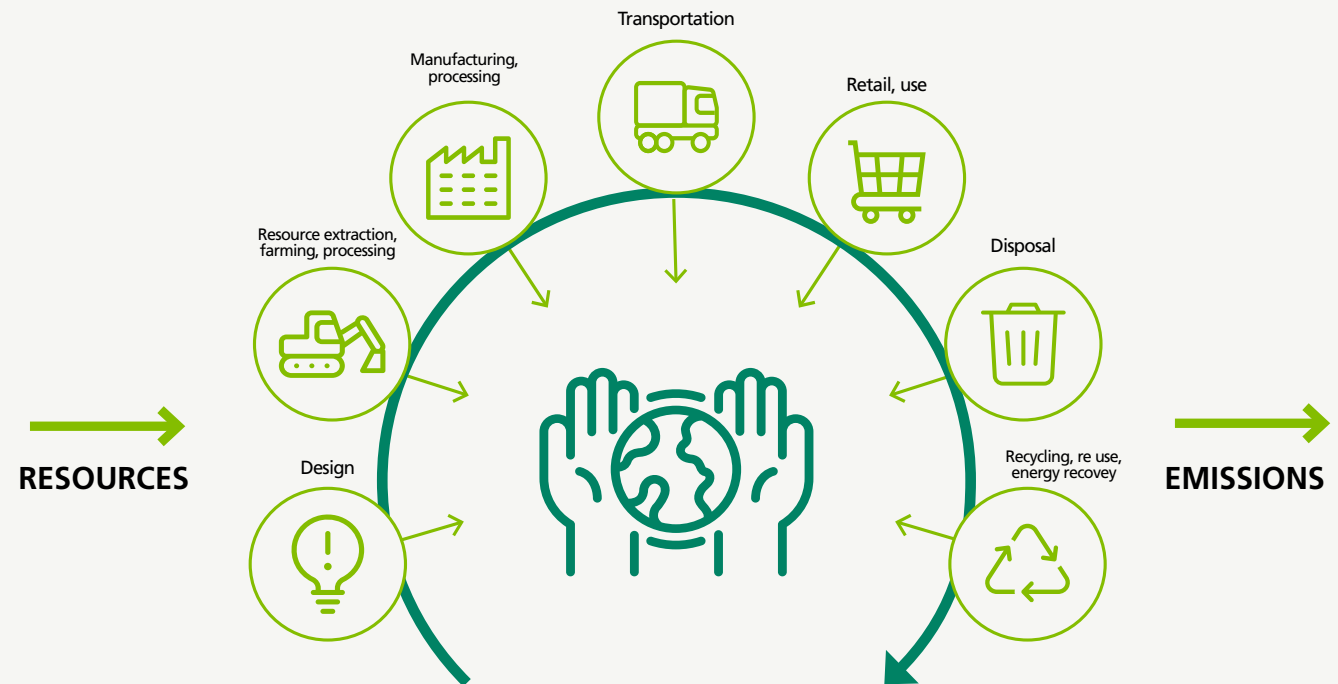 Transportation
Manufacturing,
processing
Retail, use
Resource extraction,
farming, processing
Disposal
RESOURCES
Design
Recycling, re use,
energy recovey
EMISSIONS